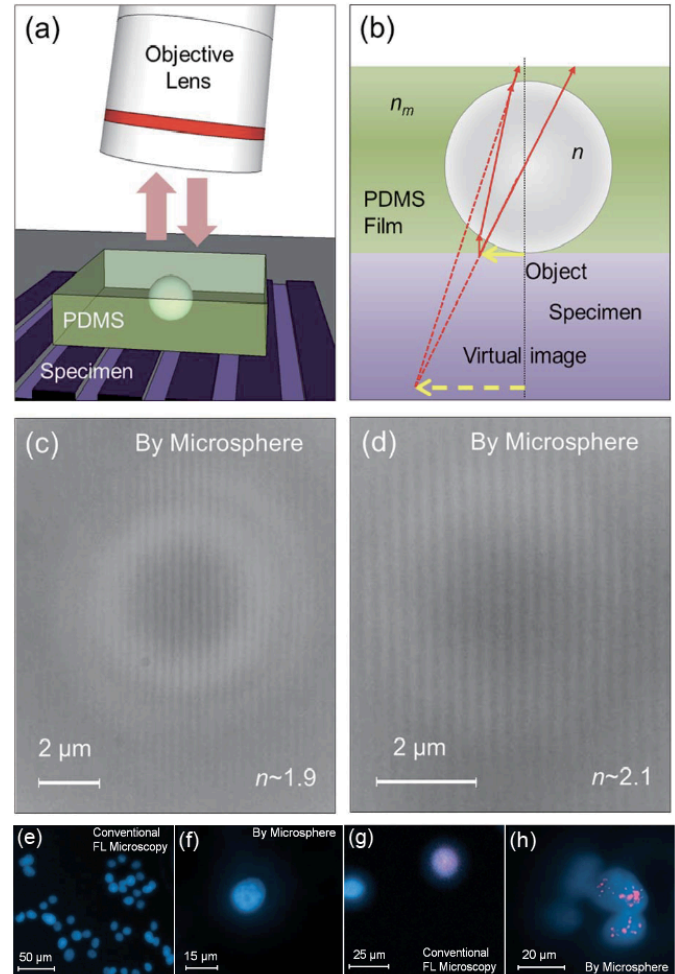 (a)
Objective
Lens
PDMS
Specimen
(b)
n_m
n
PDMS
Film
Object
Specimen
Virtual image
(c)
By Microsphere
2 μm
n~1.9
(d)
By Microsphere
2 μm
n~2.1
(e)
Conventional
FL Microscopy
50 μm
(f)
By Microsphere
15 μm
(g)
25 μm
Conventional
FL Microscopy
(h)
20 μm
By Microsphere